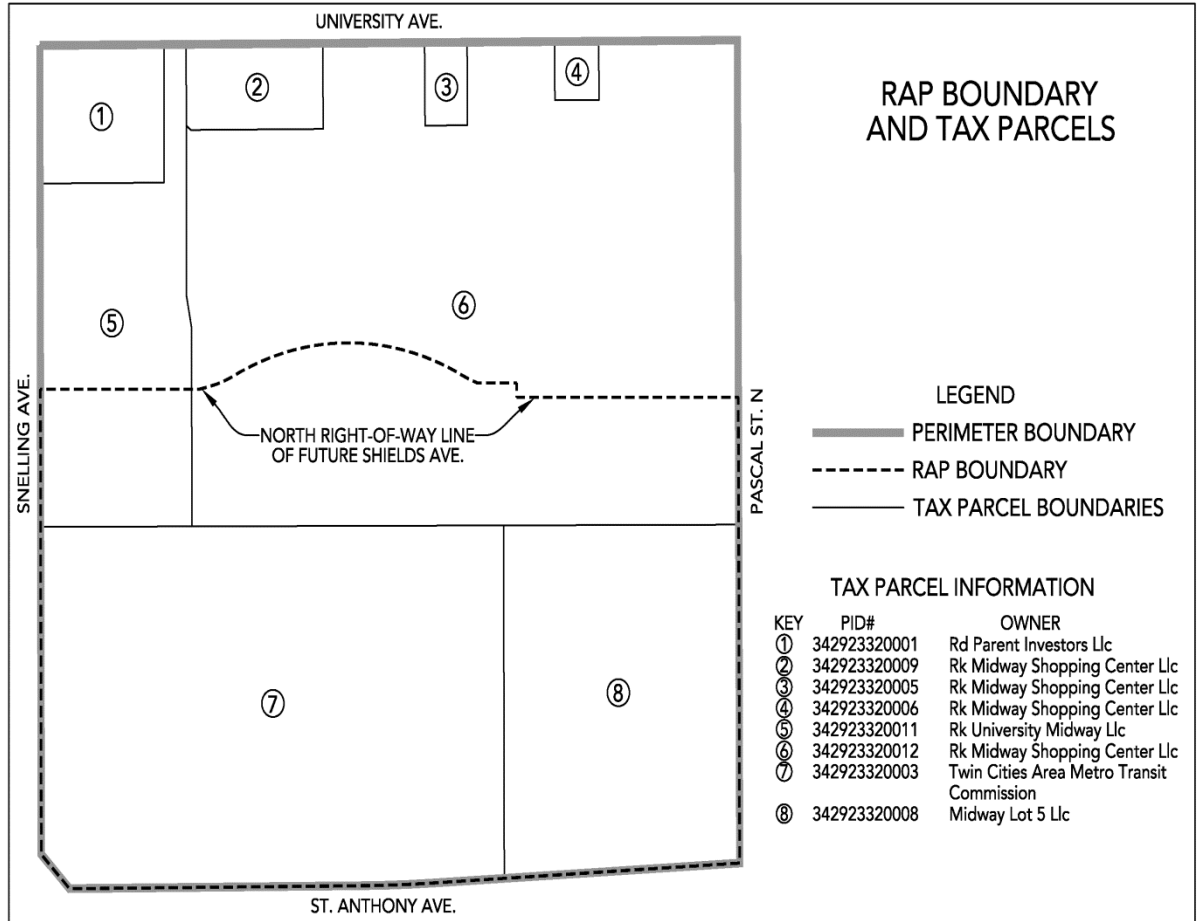 UNIVERSITY AVE.
①
②
③
④
RAP BOUNDARY
AND TAX PARCELS
⑤
⑥
SNELLING AVE.
NORTH RIGHT-OF-WAY LINE
OF FUTURE SHIELDS AVE.
PASCAL ST. N
LEGEND
PERIMETER BOUNDARY
RAP BOUNDARY
TAX PARCEL BOUNDARIES
⑦
⑧
TAX PARCEL INFORMATION
KEY PID# OWNER
① 342923320001 Rd Parent Investors Llc
② 342923320009 Rk Midway Shopping Center Llc
③ 342923320005 Rk Midway Shopping Center Llc
④ 342923320006 Rk Midway Shopping Center Llc
⑤ 342923320011 Rk University Midway Llc
⑥ 342923320012 Rk Midway Shopping Center Llc
⑦ 342923320003 Twin Cities Area Metro Transit
Commission
⑧ 342923320008 Midway Lot 5 Llc
ST. ANTHONY AVE.